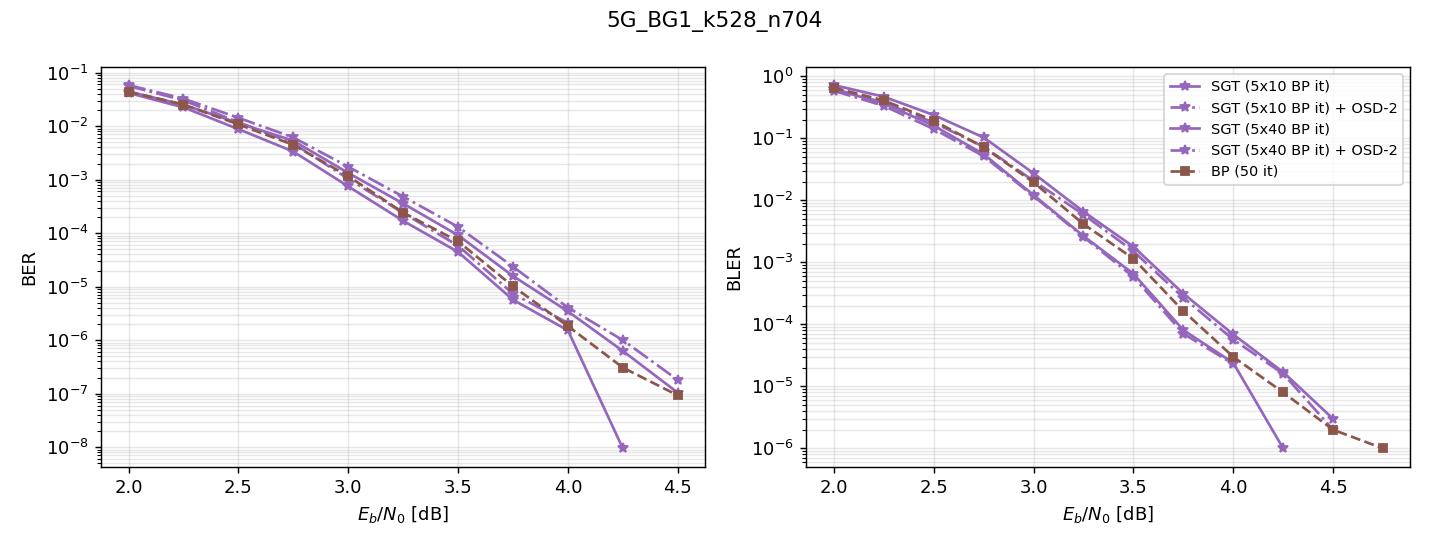 5G_BG1_k528_n704
BER
10⁻¹
10⁻²
10⁻³
10⁻⁴
10⁻⁵
10⁻⁶
10⁻⁷
10⁻⁸
2.0 2.5 3.0 3.5 4.0 4.5
E_b/N_0 [dB]
BLER
10⁰
10⁻¹
10⁻²
10⁻³
10⁻⁴
10⁻⁵
10⁻⁶
SGT (5x10 BP it)
SGT (5x10 BP it) + OSD-2
SGT (5x40 BP it)
SGT (5x40 BP it) + OSD-2
BP (50 it)
2.0 2.5 3.0 3.5 4.0 4.5
E_b/N_0 [dB]